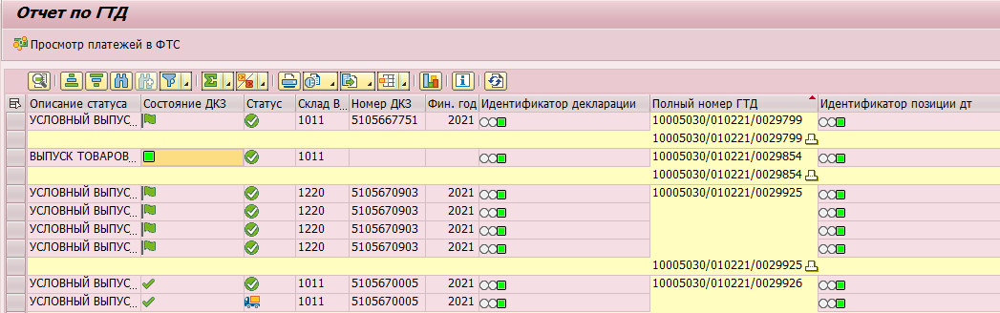 Отчет по ГТД
Просмотр платежей в ФТС
Описание статуса Состояние ДКЗ Статус Склад В... Номер ДКЗ Фин. год Идентификатор декларации Полный номер ГТД Идентификатор позиции дт
УСЛОВНЫЙ ВЫПУС... 1011 5105667751 2021 10005030/010221/0029799
10005030/010221/0029799
ВЫПУСК ТОВАРОВ... 1011 10005030/010221/0029854
10005030/010221/0029854
УСЛОВНЫЙ ВЫПУС... 1220 5105670903 2021 10005030/010221/0029925
УСЛОВНЫЙ ВЫПУС... 1220 5105670903 2021
УСЛОВНЫЙ ВЫПУС... 1220 5105670903 2021
УСЛОВНЫЙ ВЫПУС... 1220 5105670903 2021
10005030/010221/0029925
УСЛОВНЫЙ ВЫПУС... 1011 5105670005 2021 10005030/010221/0029926
УСЛОВНЫЙ ВЫПУС... 1011 5105670005 2021